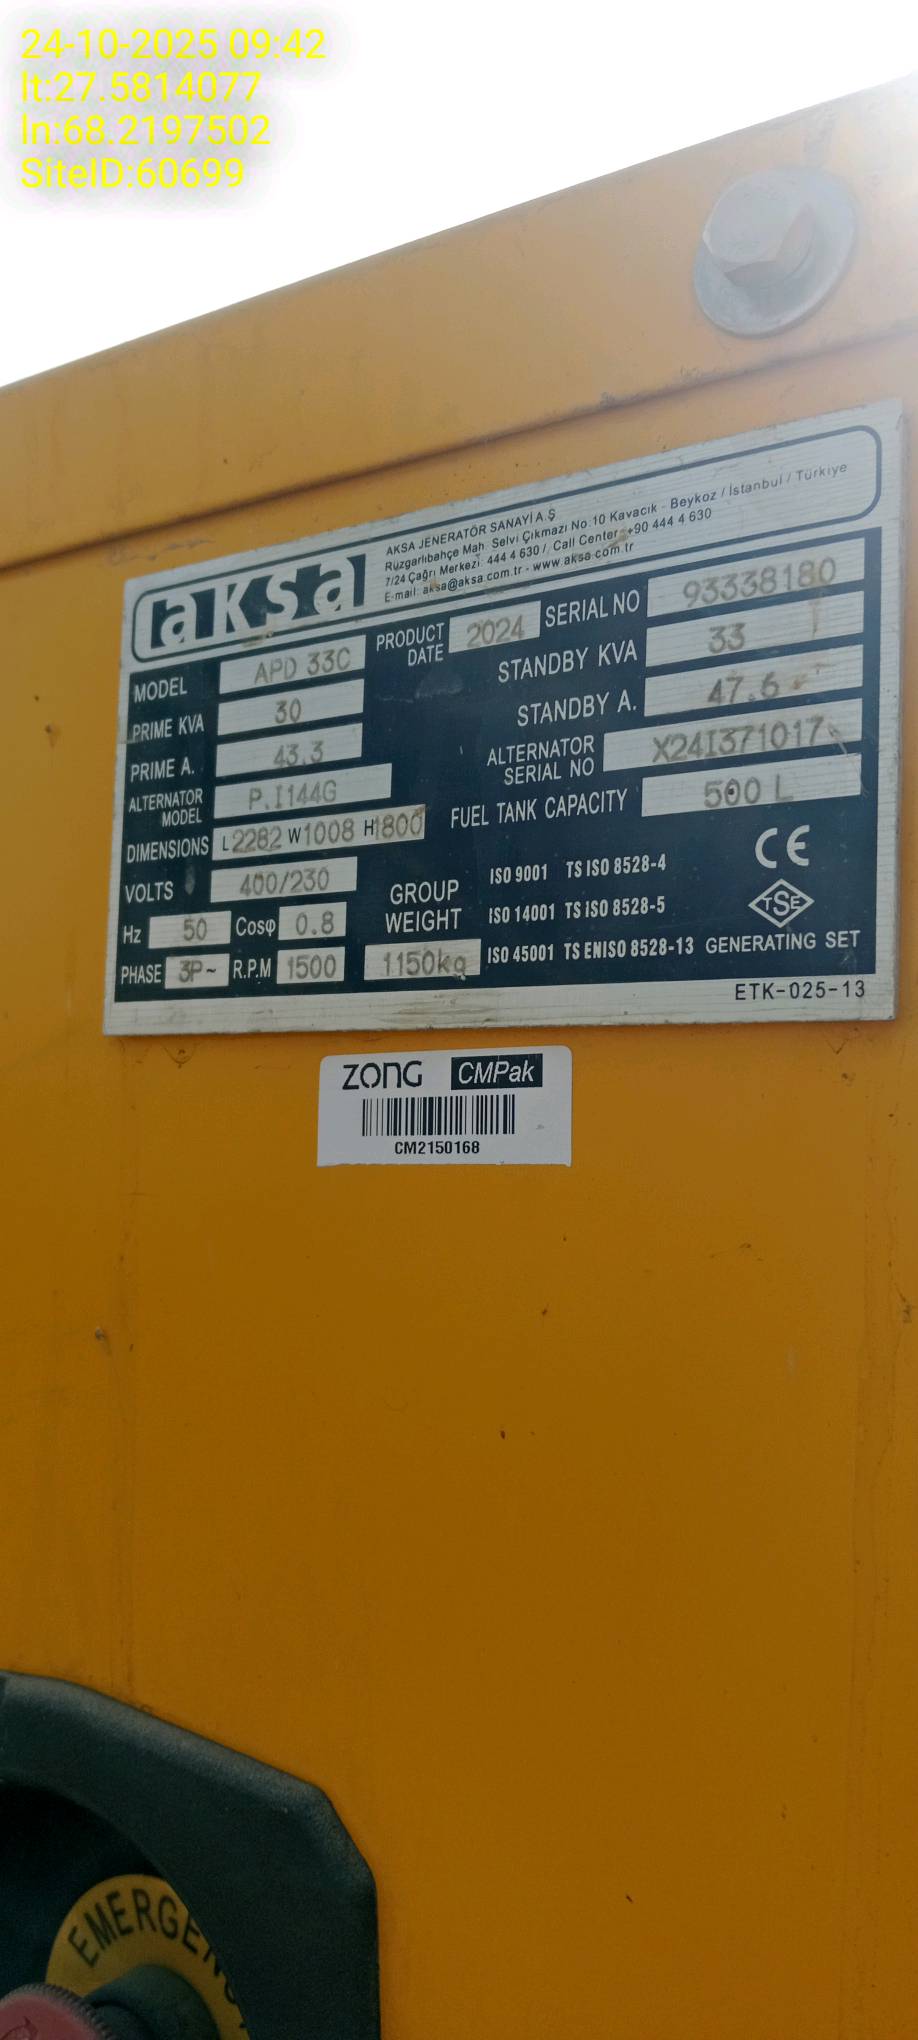 24-10-2025 09:42
lt:27.5814077
ln:68.2197502
SiteID:60699
aksa
AKSA JENERATÖR SANAYİ A.Ş
Rüzgarlıbahçe Mah. Selvi Çıkmazı No:10 Kavacık - Beykoz / İstanbul / Türkiye
7/24 Çağrı Merkezi: 444 4 630 / Call Center: +90 444 4 630
E-mail: aksa@aksa.com.tr - www.aksa.com.tr
MODEL APD 33C
PRODUCT DATE 2024
SERIAL NO 93338180
PRIME KVA 30
STANDBY KVA 33
PRIME A. 43.3
STANDBY A. 47.6
ALTERNATOR MODEL P.I144G
ALTERNATOR SERIAL NO X24I371017
DIMENSIONS L2282 W1008 H1800
FUEL TANK CAPACITY 500 L
VOLTS 400/230
GROUP WEIGHT 1150kg
Hz 50 Cosφ 0.8
PHASE 3P~ R.P.M 1500
ISO 9001 TS ISO 8528-4
ISO 14001 TS ISO 8528-5
ISO 45001 TS EN ISO 8528-13
CE
TSE
GENERATING SET
ETK-025-13
ZONG CMPak
CM2150168